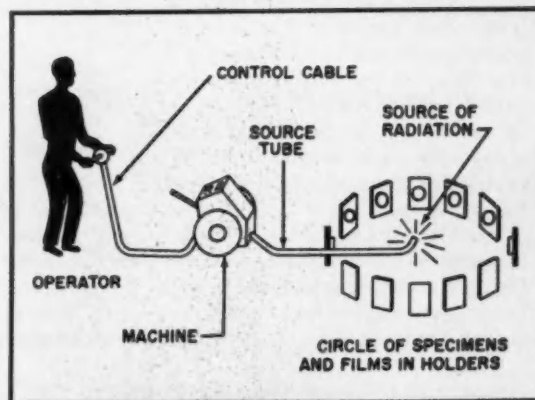 CONTROL CABLE
SOURCE OF
RADIATION
SOURCE
TUBE
OPERATOR
MACHINE
CIRCLE OF SPECIMENS
AND FILMS IN HOLDERS